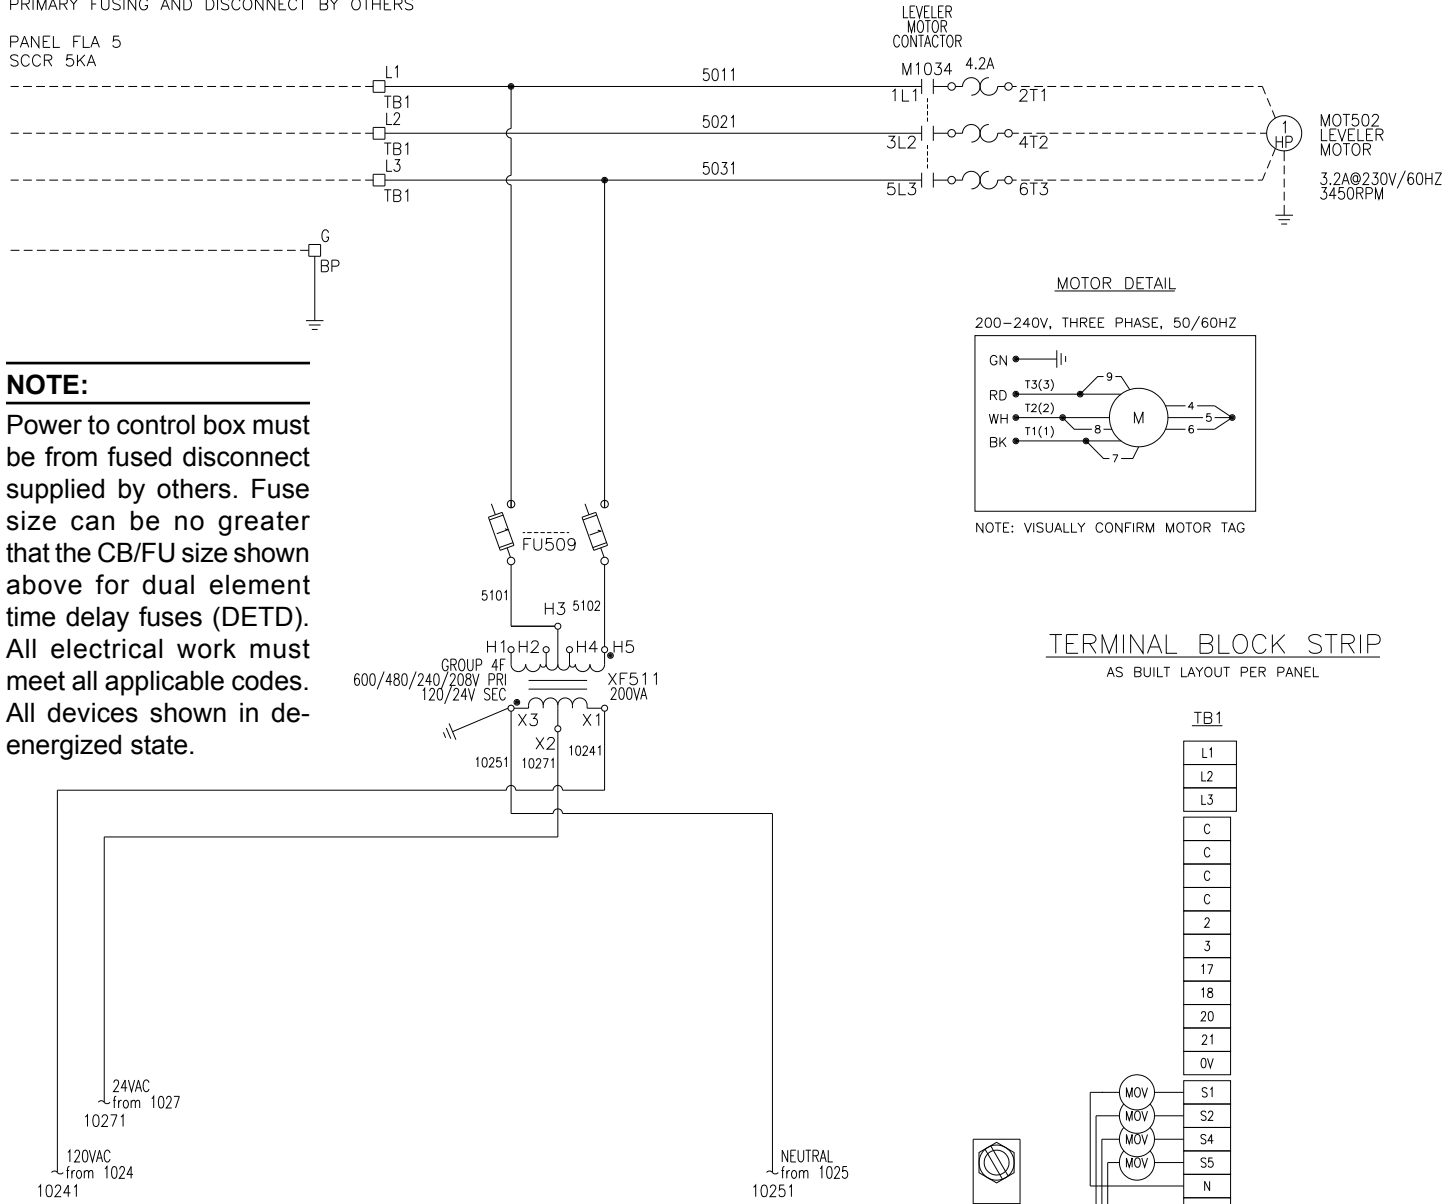 PRIMARY FUSING AND DISCONNECT BY OTHERS
PANEL FLA 5
SCCR 5KA
LEVELER
MOTOR
CONTACTOR
M1034 4.2A
L1
TB1
5011
1L1
2T1
L2
TB1
5021
3L2
4T2
L3
TB1
5031
5L3
6T3
1
HP
MOT502
LEVELER
MOTOR
3.2A@230V/60HZ
3450RPM
G
BP
MOTOR DETAIL
200-240V, THREE PHASE, 50/60HZ
GN
RD T3(3) 9
WH T2(2) 8
BK T1(1) 7
M
4
5
6
NOTE: VISUALLY CONFIRM MOTOR TAG
NOTE:
Power to control box must
be from fused disconnect
supplied by others. Fuse
size can be no greater
that the CB/FU size shown
above for dual element
time delay fuses (DETD).
All electrical work must
meet all applicable codes.
All devices shown in de-
energized state.
FU509
5101
H3 5102
H1 H2 H4 H5
GROUP 4F
600/480/240/208V PRI
120/24V SEC
XF511
200VA
X3 X1
X2
10251 10271 10241
24VAC
from 1027
10271
120VAC
from 1024
10241
NEUTRAL
from 1025
10251
TERMINAL BLOCK STRIP
AS BUILT LAYOUT PER PANEL
TB1
L1
L2
L3
C
C
C
C
2
3
17
18
20
21
0V
MOV S1
MOV S2
MOV S4
MOV S5
N